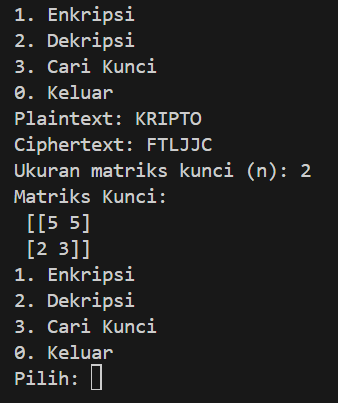 1. Enkripsi
2. Dekripsi
3. Cari Kunci
0. Keluar
Plaintext: KRIPTO
Ciphertext: FTLJJC
Ukuran matriks kunci (n): 2
Matriks Kunci:
 [[5 5]
 [2 3]]
1. Enkripsi
2. Dekripsi
3. Cari Kunci
0. Keluar
Pilih: